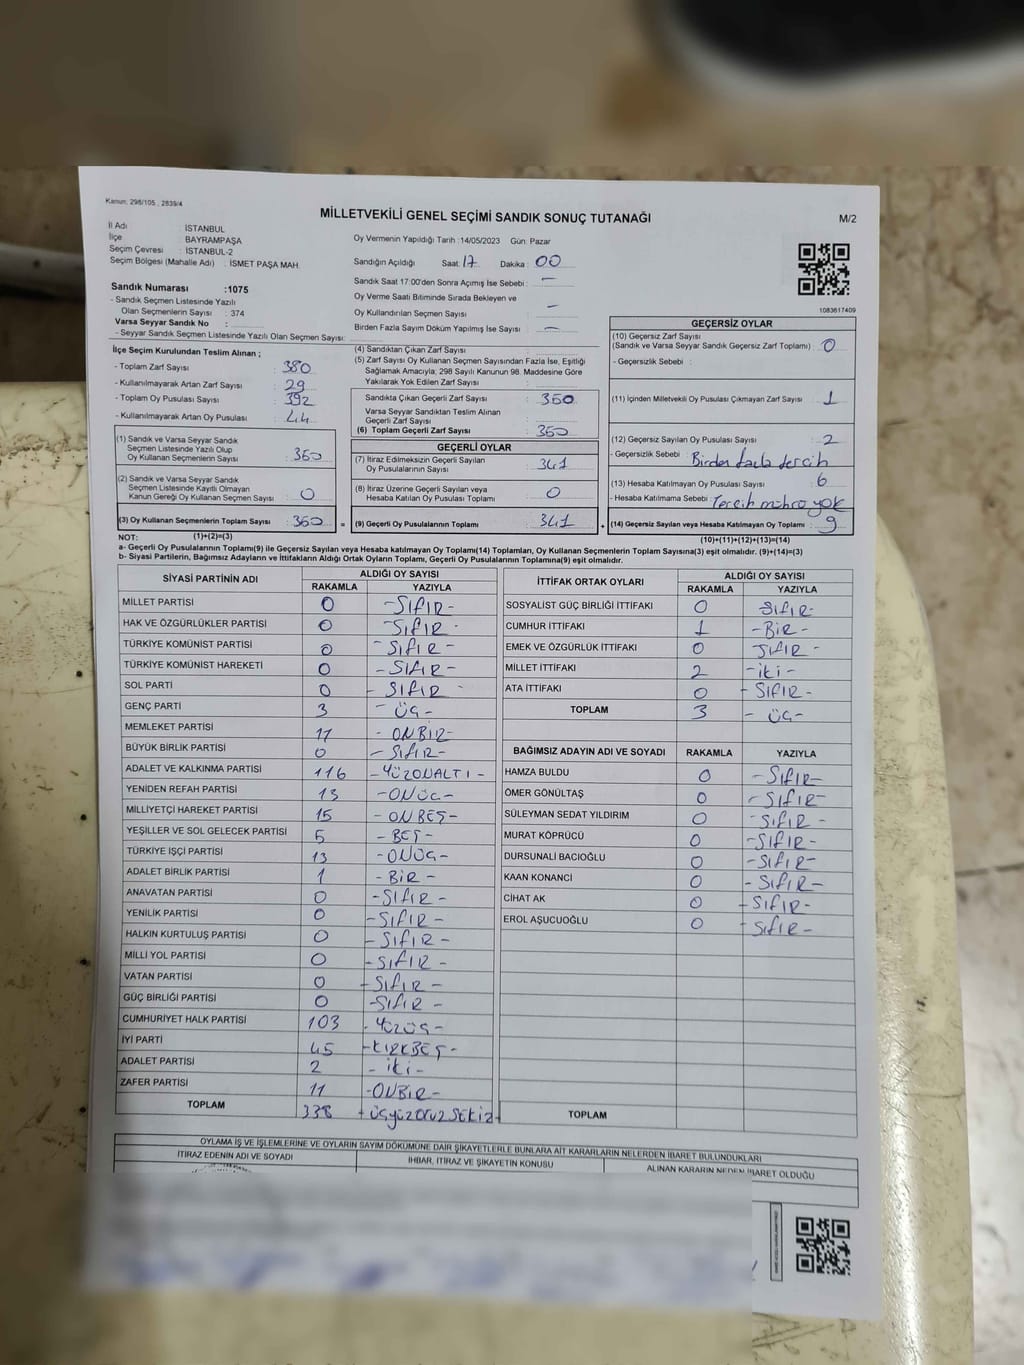 Kanun: 298/105 , 2839/4
MİLLETVEKİLİ GENEL SEÇİMİ SANDIK SONUÇ TUTANAĞI
M/2
İl Adı : İSTANBUL
İlçe : BAYRAMPAŞA
Seçim Çevresi : İSTANBUL-2
Seçim Bölgesi (Mahalle Adı) : İSMET PAŞA MAH.
Sandık Numarası :1075
- Sandık Seçmen Listesinde Yazılı
Olan Seçmenlerin Sayısı : 374
Varsa Seyyar Sandık No :
- Seyyar Sandık Seçmen Listesinde Yazılı Olan Seçmen Sayısı:
Oy Vermenin Yapıldığı Tarih :14/05/2023 Gün: Pazar
Sandığın Açıldığı Saat: 17 Dakika : 00
Sandık Saat 17:00'den Sonra Açımış İse Sebebi : —
Oy Verme Saati Bitiminde Sırada Bekleyen ve
Oy Kullandırılan Seçmen Sayısı : —
Birden Fazla Sayım Döküm Yapılmış İse Sayısı : —
1083617409
İlçe Seçim Kurulundan Teslim Alınan ;
- Toplam Zarf Sayısı : 380
- Kullanılmayarak Artan Zarf Sayısı : 29
- Toplam Oy Pusulası Sayısı : 392
- Kullanılmayarak Artan Oy Pusulası : 44
(1) Sandık ve Varsa Seyyar Sandık
Seçmen Listesinde Yazılı Olup
Oy Kullanan Seçmenlerin Sayısı : 350
(2) Sandık ve Varsa Seyyar Sandık
Seçmen Listesinde Kayıtlı Olmayan
Kanun Gereği Oy Kullanan Seçmen Sayısı : 0
(3) Oy Kullanan Seçmenlerin Toplam Sayısı : 350
(4) Sandıktan Çıkan Zarf Sayısı :
(5) Zarf Sayısı Oy Kullanan Seçmen Sayısından Fazla İse, Eşitliği
Sağlamak Amacıyla; 298 Sayılı Kanunun 98. Maddesine Göre
Yakılarak Yok Edilen Zarf Sayısı :
Sandıkta Çıkan Geçerli Zarf Sayısı : 350
Varsa Seyyar Sandıktan Teslim Alınan
Geçerli Zarf Sayısı :
(6) Toplam Geçerli Zarf Sayısı : 350
GEÇERLİ OYLAR
(7) İtiraz Edilmeksizin Geçerli Sayılan
Oy Pusulalarının Sayısı : 341
(8) İtiraz Üzerine Geçerli Sayılan veya
Hesaba Katılan Oy Pusulası Toplamı : 0
= (9) Geçerli Oy Pusulalarının Toplamı : 341 +
GEÇERSİZ OYLAR
(10) Geçersiz Zarf Sayısı
(Sandık ve Varsa Seyyar Sandık Geçersiz Zarf Toplamı) : 0
- Geçersizlik Sebebi :
(11) İçinden Milletvekili Oy Pusulası Çıkmayan Zarf Sayısı : 1
(12) Geçersiz Sayılan Oy Pusulası Sayısı : 2
- Geçersizlik Sebebi : Birden fazla tercih
(13) Hesaba Katılmayan Oy Pusulası Sayısı : 6
- Hesaba Katılmama Sebebi : Tercih mührü yok
(14) Geçersiz Sayılan veya Hesaba Katılmayan Oy Toplamı : 9
NOT: (1)+(2)=(3)
(10)+(11)+(12)+(13)=(14)
a- Geçerli Oy Pusulalarının Toplamı(9) ile Geçersiz Sayılan veya Hesaba katılmayan Oy Toplamı(14) Toplamları, Oy Kullanan Seçmenlerin Toplam Sayısına(3) eşit olmalıdır. (9)+(14)=(3)
b- Siyasi Partilerin, Bağımsız Adayların ve İttifakların Aldığı Ortak Oyların Toplamı, Geçerli Oy Pusulalarının Toplamına(9) eşit olmalıdır.
SİYASİ PARTİNİN ADI ALDIĞI OY SAYISI
RAKAMLA YAZIYLA
MİLLET PARTİSİ 0 -SIFIR-
HAK VE ÖZGÜRLÜKLER PARTİSİ 0 -SIFIR-
TÜRKİYE KOMÜNİST PARTİSİ 0 -SIFIR-
TÜRKİYE KOMÜNİST HAREKETİ 0 -SIFIR-
SOL PARTİ 0 -SIFIR-
GENÇ PARTİ 3 -ÜÇ-
MEMLEKET PARTİSİ 11 -ONBİR-
BÜYÜK BİRLİK PARTİSİ 0 -SIFIR-
ADALET VE KALKINMA PARTİSİ 116 -YÜZONALTI-
YENİDEN REFAH PARTİSİ 13 -ONÜÇ-
MİLLİYETÇİ HAREKET PARTİSİ 15 -ONBEŞ-
YEŞİLLER VE SOL GELECEK PARTİSİ 5 -BEŞ-
TÜRKİYE İŞÇİ PARTİSİ 13 -ONÜÇ-
ADALET BİRLİK PARTİSİ 1 -BİR-
ANAVATAN PARTİSİ 0 -SIFIR-
YENİLİK PARTİSİ 0 -SIFIR-
HALKIN KURTULUŞ PARTİSİ 0 -SIFIR-
MİLLİ YOL PARTİSİ 0 -SIFIR-
VATAN PARTİSİ 0 -SIFIR-
GÜÇ BİRLİĞİ PARTİSİ 0 -SIFIR-
CUMHURİYET HALK PARTİSİ 103 -YÜZÜÇ-
İYİ PARTİ 45 -KIRKBEŞ-
ADALET PARTİSİ 2 -İKİ-
ZAFER PARTİSİ 11 -ONBİR-
TOPLAM 338 -ÜÇYÜZOTUZSEKİZ-
İTTİFAK ORTAK OYLARI ALDIĞI OY SAYISI
RAKAMLA YAZIYLA
SOSYALİST GÜÇ BİRLİĞİ İTTİFAKI 0 SIFIR-
CUMHUR İTTİFAKI 1 -BİR-
EMEK VE ÖZGÜRLÜK İTTİFAKI 0 SIFIR-
MİLLET İTTİFAKI 2 -İKİ-
ATA İTTİFAKI 0 -SIFIR-
TOPLAM 3 -ÜÇ-
BAĞIMSIZ ADAYIN ADI VE SOYADI RAKAMLA YAZIYLA
HAMZA BULDU 0 -SIFIR-
ÖMER GÖNÜLTAŞ 0 -SIFIR-
SÜLEYMAN SEDAT YILDIRIM 0 -SIFIR-
MURAT KÖPRÜCÜ 0 -SIFIR-
DURSUNALİ BACIOĞLU 0 -SIFIR-
KAAN KONANCI 0 -SIFIR-
CİHAT AK 0 -SIFIR-
EROL AŞUCUOĞLU 0 -SIFIR-
TOPLAM
OYLAMA İŞ VE İŞLEMLERİNE VE OYLARIN SAYIM DÖKÜMÜNE DAİR ŞİKAYETLERLE BUNLARA AİT KARARLARIN NELERDEN İBARET BULUNDUKLARI
İTİRAZ EDENİN ADI VE SOYADI İHBAR, İTİRAZ VE ŞİKAYETİN KONUSU ALINAN KARARIN NEDEN İBARET OLDUĞU